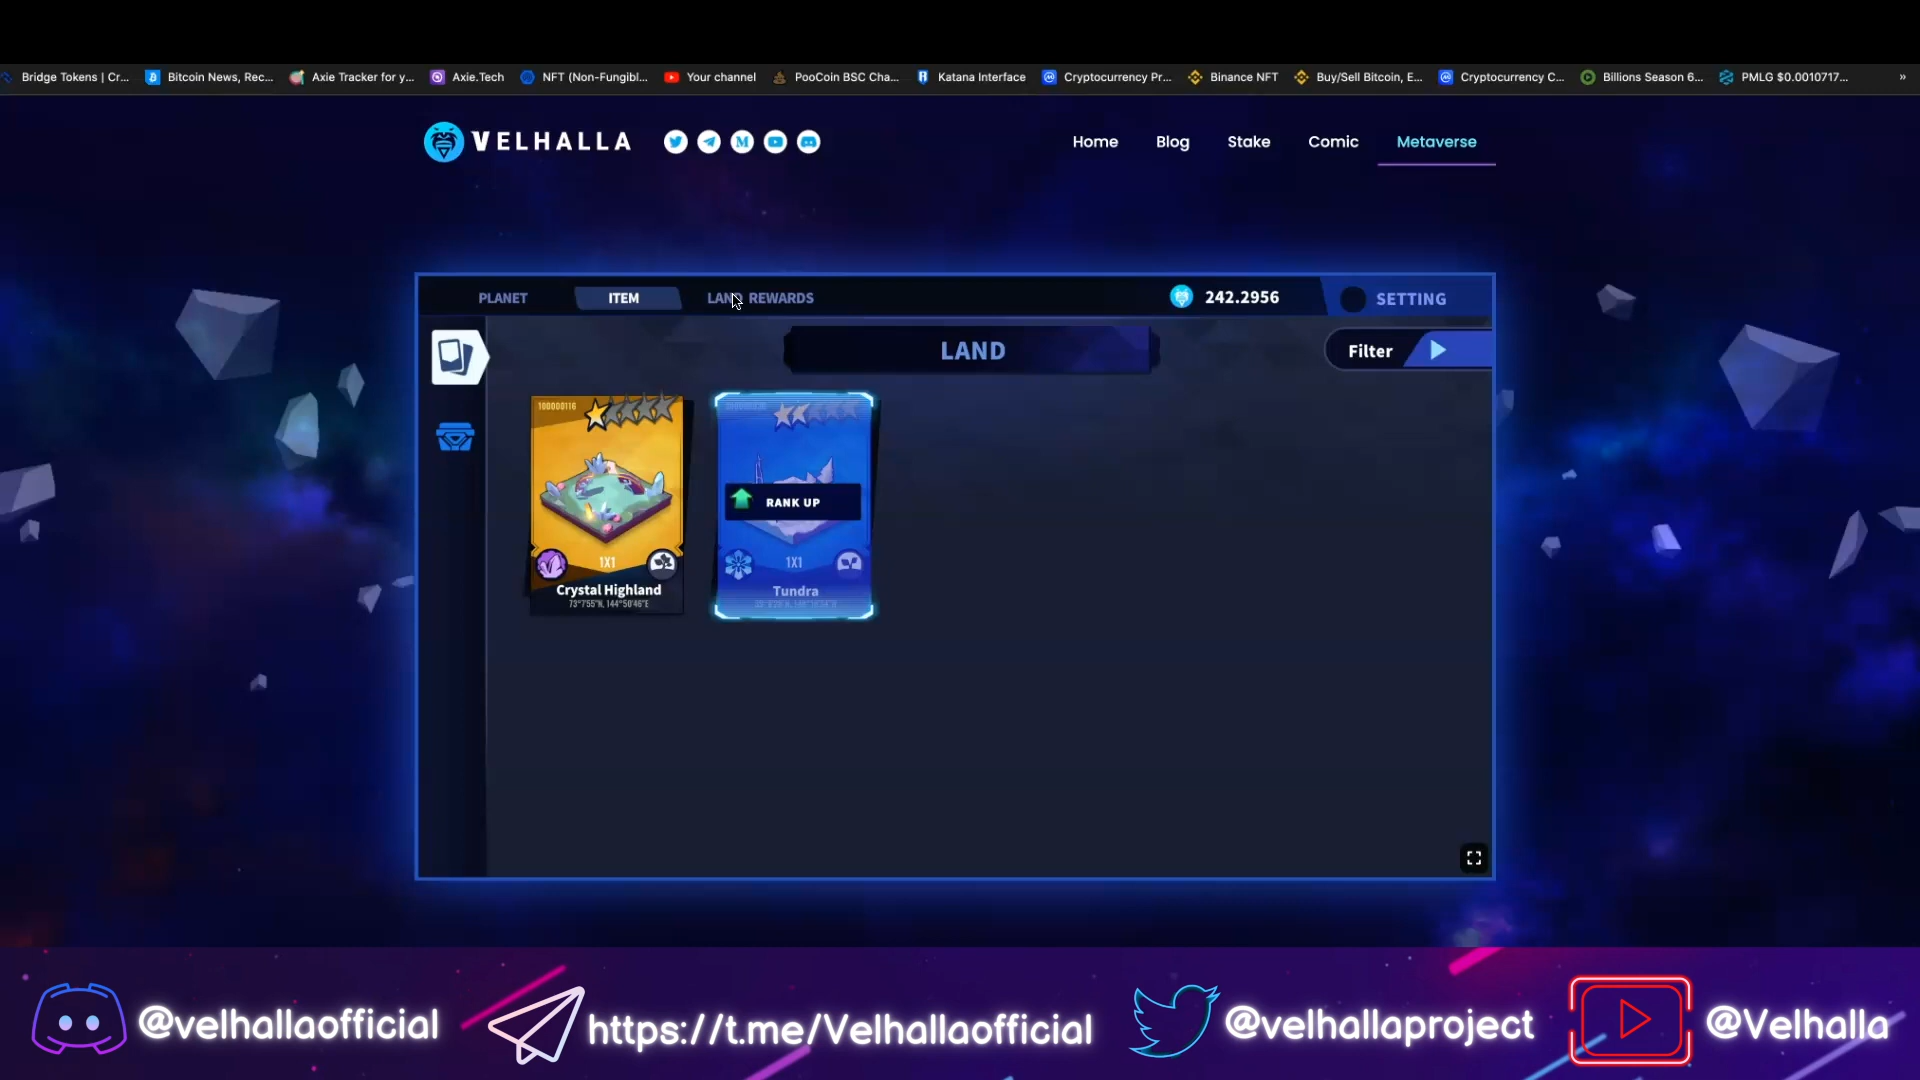 Bridge Tokens | Cr...
Bitcoin News, Rec...
Axie Tracker for y...
Axie.Tech
NFT (Non-Fungibl...
Your channel
PooCoin BSC Cha...
Katana Interface
Cryptocurrency Pr...
Binance NFT
Buy/Sell Bitcoin, E...
Cryptocurrency C...
Billions Season 6...
PMLG $0.0010717...
»
VELHALLA
Home
Blog
Stake
Comic
Metaverse
PLANET
ITEM
LAND REWARDS
242.2956
SETTING
LAND
Filter
100000116
1X1
Crystal Highland
73°7'55"N, 144°50'46"E
RANK UP
1X1
Tundra
@velhallaofficial
https://t.me/Velhallaofficial
@velhallaproject
@Velhalla